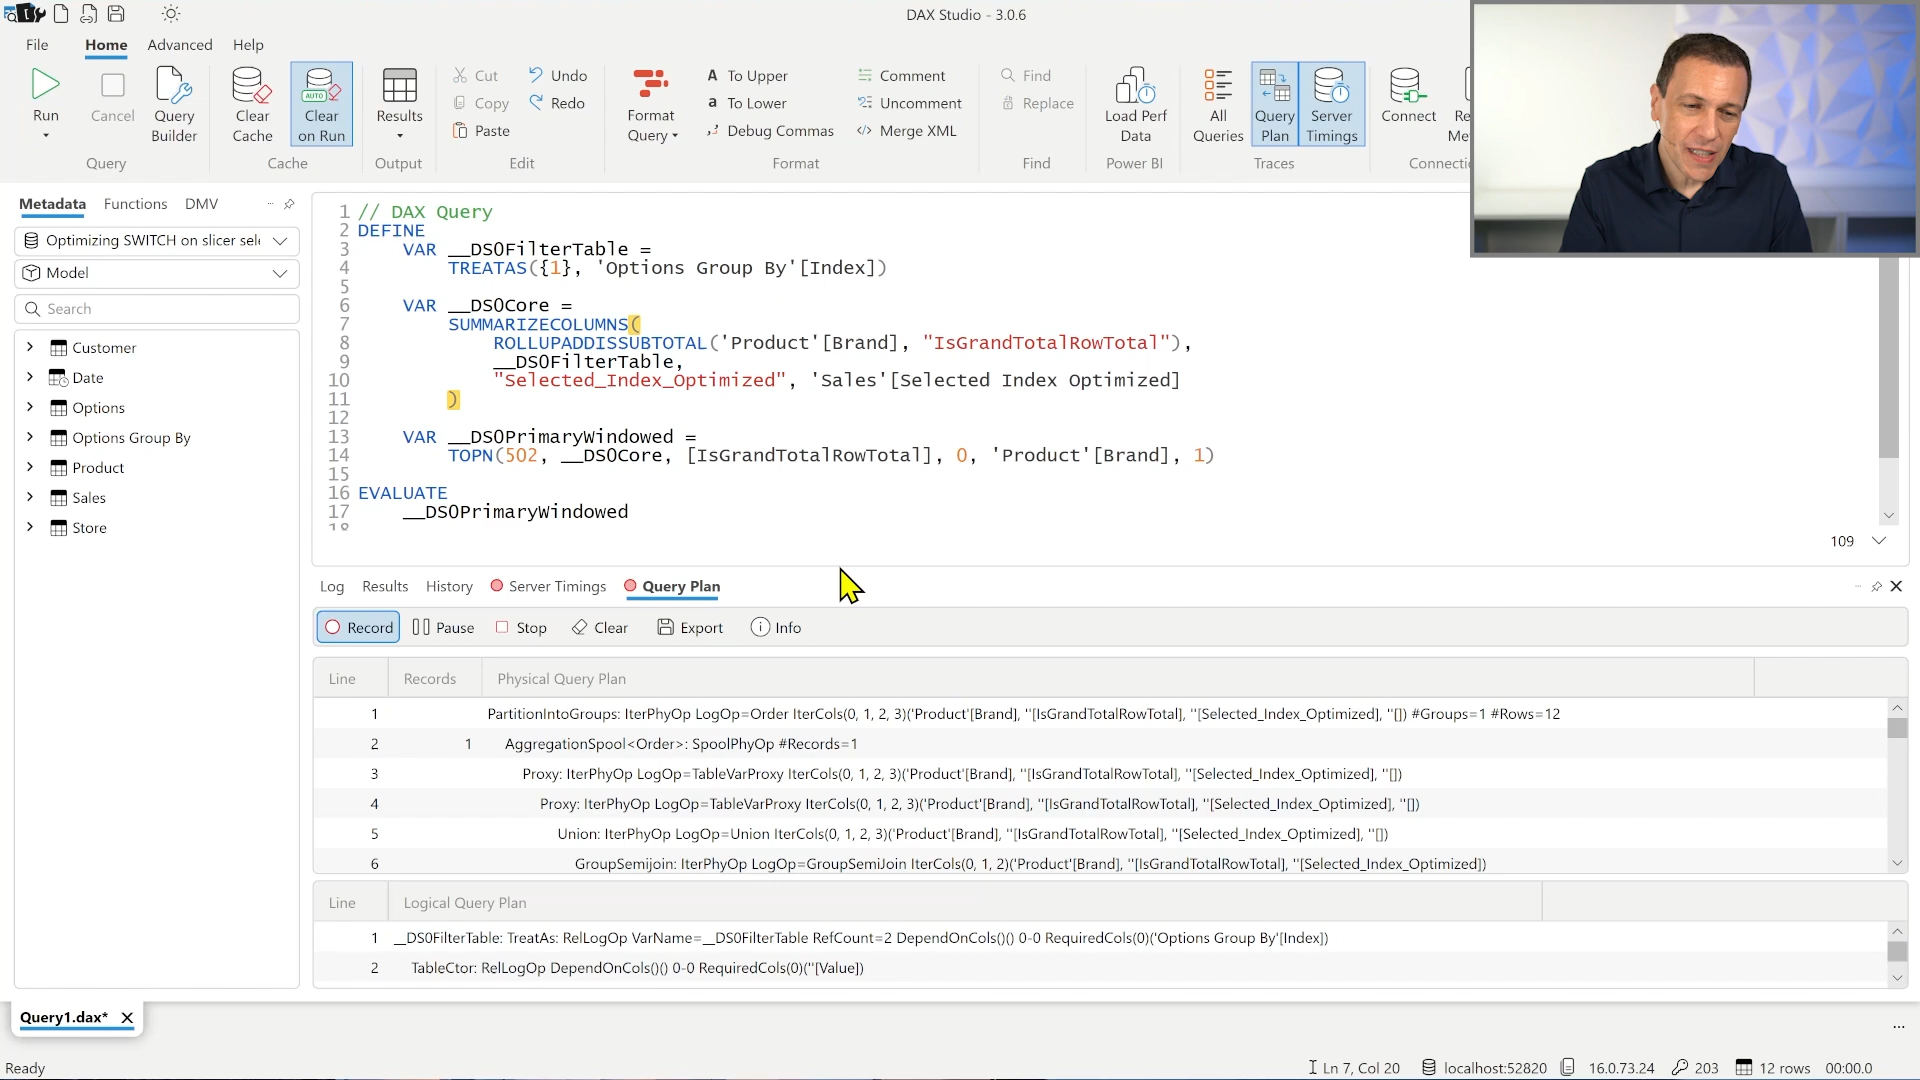 DAX Studio - 3.0.6
File
Home
Advanced
Help
Run
Cancel
Query Builder
Query
Clear Cache
AUTO
Clear on Run
Cache
Results
Output
Cut
Copy
Paste
Undo
Redo
Edit
Format Query
A To Upper
a To Lower
Debug Commas
Comment
Uncomment
Merge XML
Format
Find
Replace
Find
Load Perf Data
Power BI
All Queries
Query Plan
Server Timings
Traces
Connect
Metadata
Functions
DMV
Optimizing SWITCH on slicer sel
Model
Search
Customer
Date
Options
Options Group By
Product
Sales
Store
1 // DAX Query
2 DEFINE
3 VAR __DS0FilterTable =
4 TREATAS({1}, 'Options Group By'[Index])
5
6 VAR __DS0Core =
7 SUMMARIZECOLUMNS(
8 ROLLUPADDISSUBTOTAL('Product'[Brand], "IsGrandTotalRowTotal"),
9 __DS0FilterTable,
10 "Selected_Index_Optimized", 'Sales'[Selected Index Optimized]
11 )
12
13 VAR __DS0PrimaryWindowed =
14 TOPN(502, __DS0Core, [IsGrandTotalRowTotal], 0, 'Product'[Brand], 1)
15
16 EVALUATE
17 __DS0PrimaryWindowed
18
109
Log
Results
History
Server Timings
Query Plan
Record
Pause
Stop
Clear
Export
Info
Line Records Physical Query Plan
1 PartitionIntoGroups: IterPhyOp LogOp=Order IterCols(0, 1, 2, 3)('Product'[Brand], ''[IsGrandTotalRowTotal], ''[Selected_Index_Optimized], ''[]) #Groups=1 #Rows=12
2 1 AggregationSpool<Order>: SpoolPhyOp #Records=1
3 Proxy: IterPhyOp LogOp=TableVarProxy IterCols(0, 1, 2, 3)('Product'[Brand], ''[IsGrandTotalRowTotal], ''[Selected_Index_Optimized], ''[])
4 Proxy: IterPhyOp LogOp=TableVarProxy IterCols(0, 1, 2, 3)('Product'[Brand], ''[IsGrandTotalRowTotal], ''[Selected_Index_Optimized], ''[])
5 Union: IterPhyOp LogOp=Union IterCols(0, 1, 2, 3)('Product'[Brand], ''[IsGrandTotalRowTotal], ''[Selected_Index_Optimized], ''[])
6 GroupSemijoin: IterPhyOp LogOp=GroupSemiJoin IterCols(0, 1, 2)('Product'[Brand], ''[IsGrandTotalRowTotal], ''[Selected_Index_Optimized])
Line Logical Query Plan
1 __DS0FilterTable: TreatAs: RelLogOp VarName=__DS0FilterTable RefCount=2 DependOnCols()() 0-0 RequiredCols(0)('Options Group By'[Index])
2 TableCtor: RelLogOp DependOnCols()() 0-0 RequiredCols(0)(''[Value])
Query1.dax*
Ready
Ln 7, Col 20
localhost:52820
16.0.73.24
203
12 rows
00:00.0